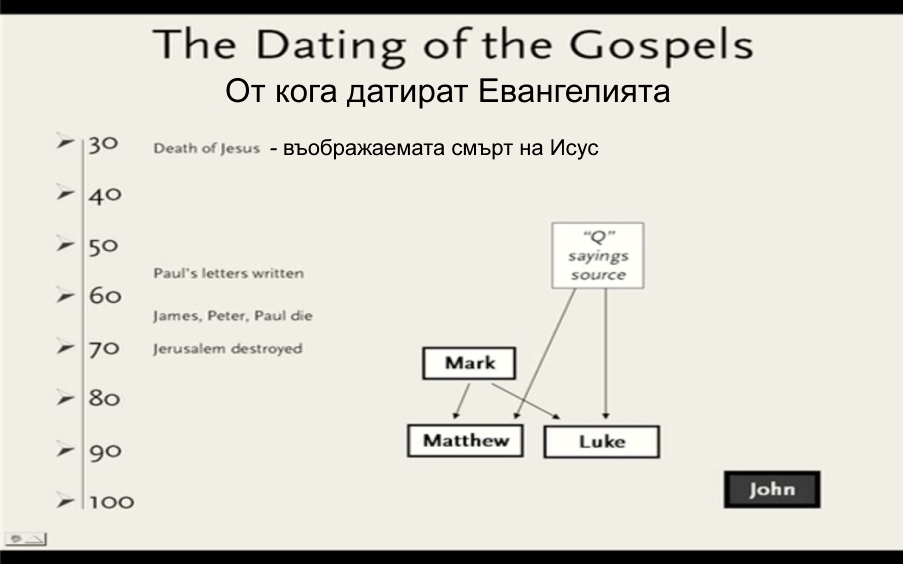 The Dating of the Gospels
От кога датират Евангелията
30 Death of Jesus - въображаемата смърт на Исус
40
50
Paul's letters written
60
James, Peter, Paul die
70 Jerusalem destroyed
80
90
100
“Q”
sayings
source
Mark
Matthew
Luke
John